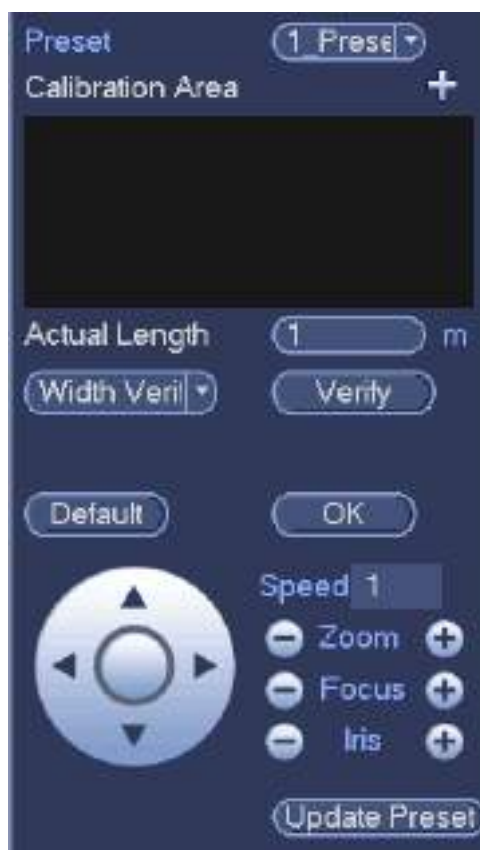 Preset 1_Prese
Calibration Area +
Actual Length 1 m
Width Veri Verify
Default OK
Speed 1
Zoom
Focus
Iris
Update Preset